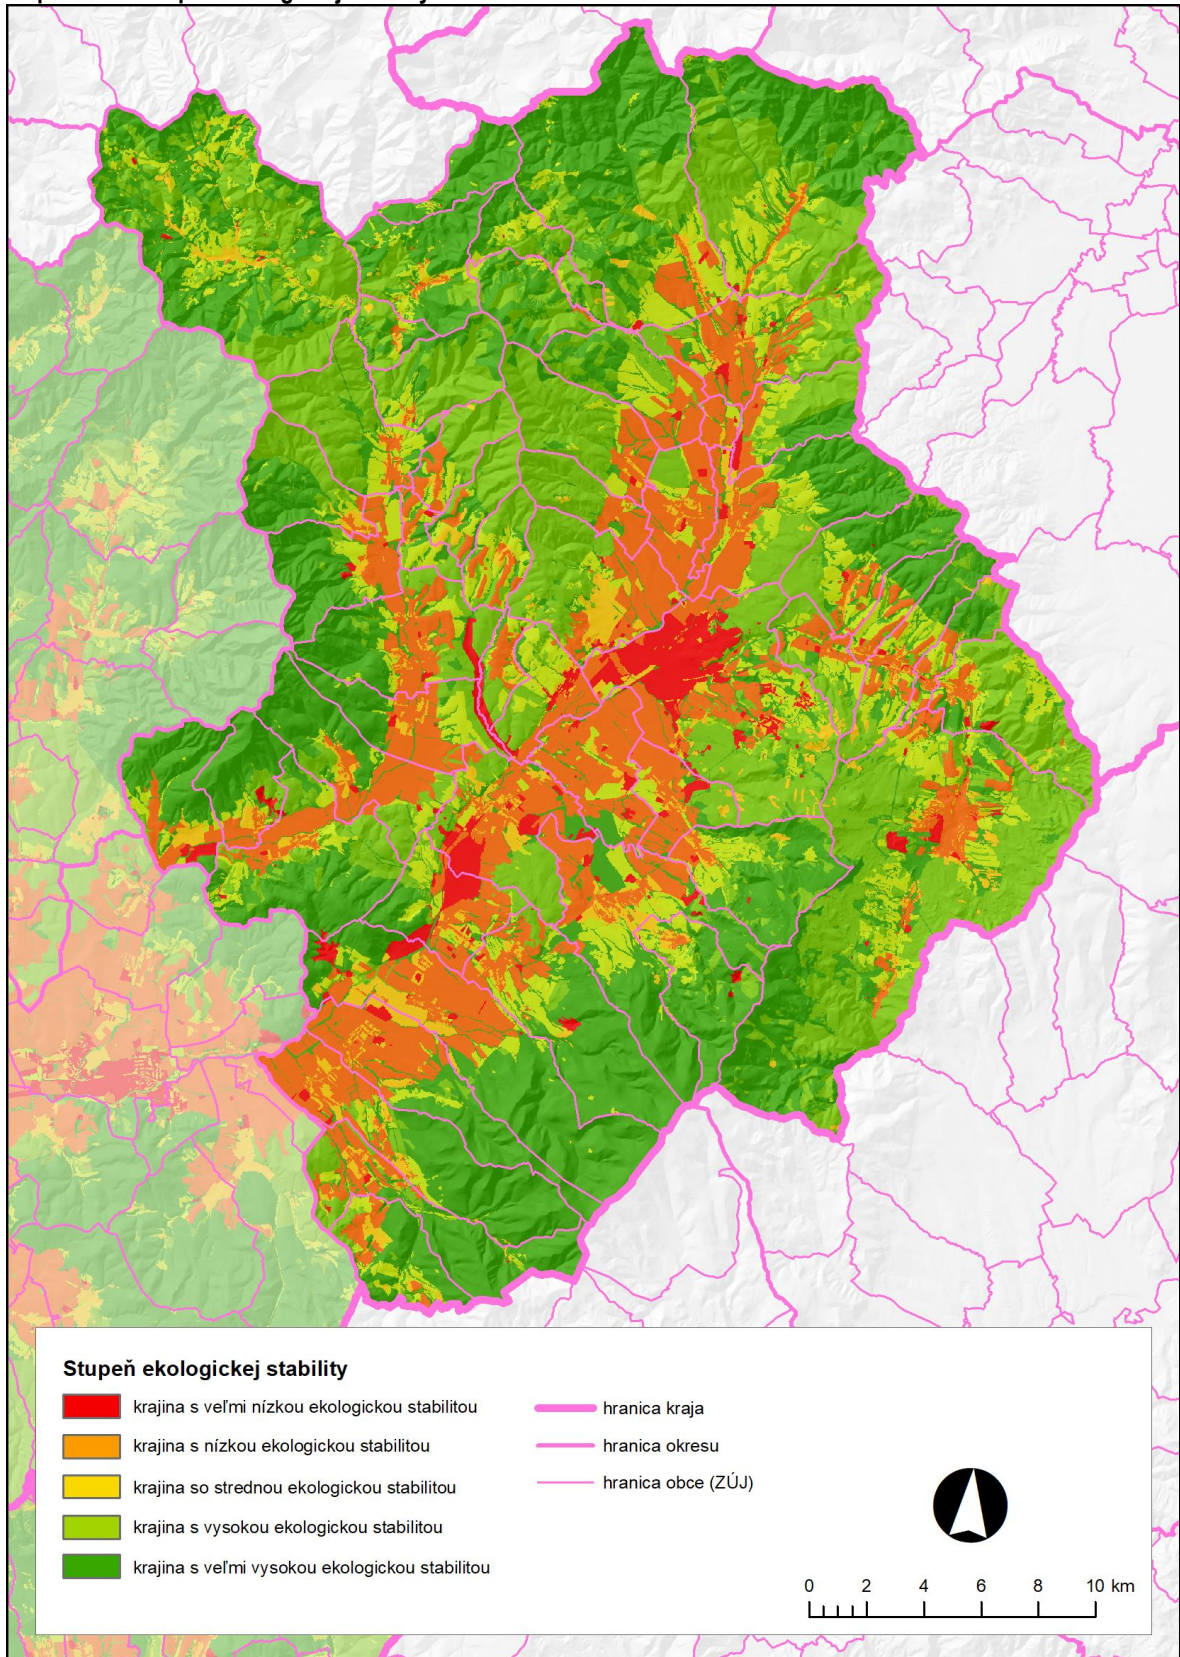 Stupeň ekologickej stability
krajina s veľmi nízkou ekologickou stabilitou
krajina s nízkou ekologickou stabilitou
krajina so strednou ekologickou stabilitou
krajina s vysokou ekologickou stabilitou
krajina s veľmi vysokou ekologickou stabilitou
hranica kraja
hranica okresu
hranica obce (ZÚJ)
0 2 4 6 8 10 km